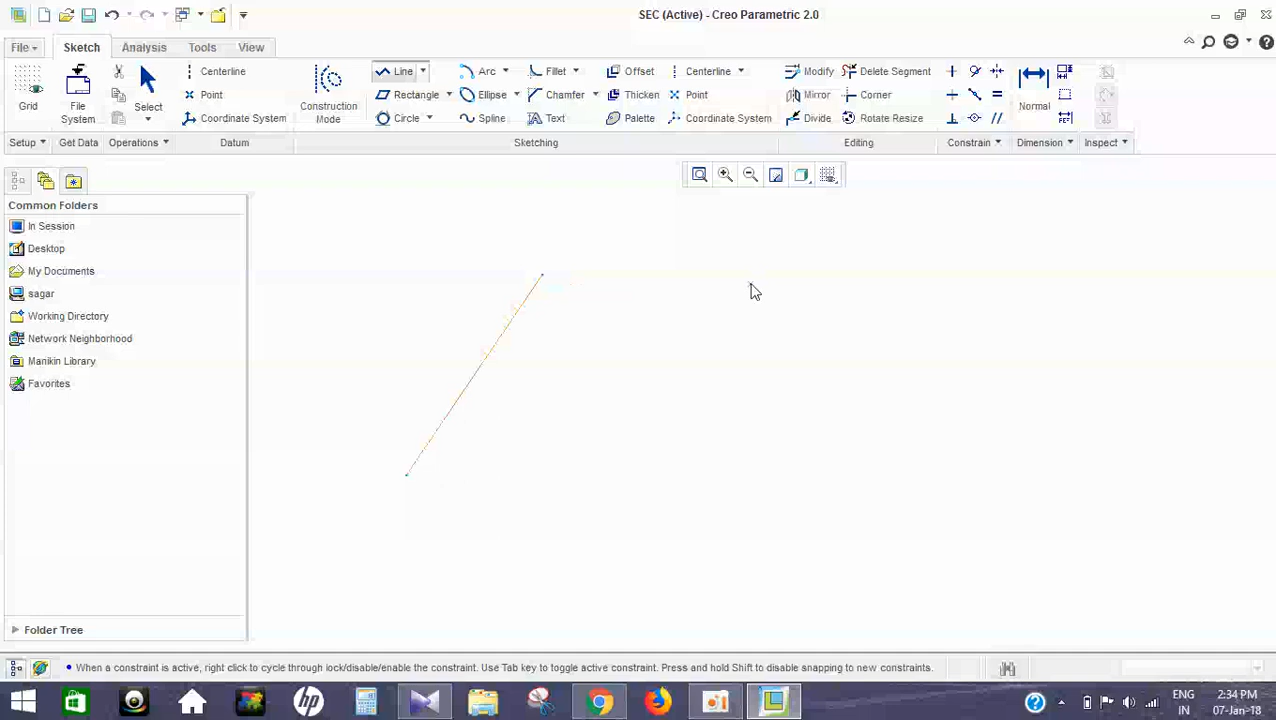 SEC (Active) - Creo Parametric 2.0
File Sketch Analysis Tools View
Grid
File System
Select
Centerline
Point
Coordinate System
Construction Mode
Line Arc Fillet Offset Centerline
Rectangle Ellipse Chamfer Thicken Point
Circle Spline Text Palette Coordinate System
Modify Delete Segment
Mirror Corner
Divide Rotate Resize
Normal
Setup Get Data Operations Datum Sketching Editing Constrain Dimension Inspect
Common Folders
In Session
Desktop
My Documents
sagar
Working Directory
Network Neighborhood
Manikin Library
Favorites
Folder Tree
• When a constraint is active, right click to cycle through lock/disable/enable the constraint. Use Tab key to toggle active constraint. Press and hold Shift to disable snapping to new constraints.
hp
ENG
IN
2:34 PM
07-Jan-18